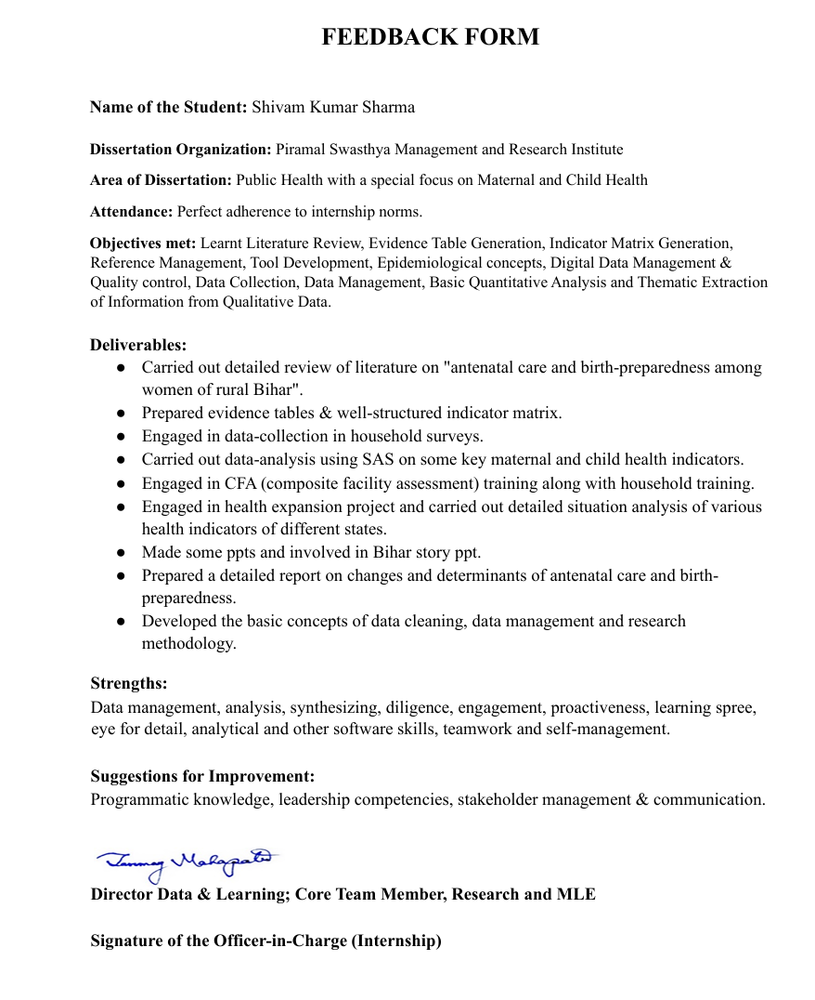 FEEDBACK FORM
Name of the Student: Shivam Kumar Sharma
Dissertation Organization: Piramal Swasthya Management and Research Institute
Area of Dissertation: Public Health with a special focus on Maternal and Child Health
Attendance: Perfect adherence to internship norms.
Objectives met: Learnt Literature Review, Evidence Table Generation, Indicator Matrix Generation,
Reference Management, Tool Development, Epidemiological concepts, Digital Data Management &
Quality control, Data Collection, Data Management, Basic Quantitative Analysis and Thematic Extraction
of Information from Qualitative Data.
Deliverables:
● Carried out detailed review of literature on "antenatal care and birth-preparedness among
women of rural Bihar".
● Prepared evidence tables & well-structured indicator matrix.
● Engaged in data-collection in household surveys.
● Carried out data-analysis using SAS on some key maternal and child health indicators.
● Engaged in CFA (composite facility assessment) training along with household training.
● Engaged in health expansion project and carried out detailed situation analysis of various
health indicators of different states.
● Made some ppts and involved in Bihar story ppt.
● Prepared a detailed report on changes and determinants of antenatal care and birth-
preparedness.
● Developed the basic concepts of data cleaning, data management and research
methodology.
Strengths:
Data management, analysis, synthesizing, diligence, engagement, proactiveness, learning spree,
eye for detail, analytical and other software skills, teamwork and self-management.
Suggestions for Improvement:
Programmatic knowledge, leadership competencies, stakeholder management & communication.
Tanmay Mahapatra
Director Data & Learning; Core Team Member, Research and MLE
Signature of the Officer-in-Charge (Internship)